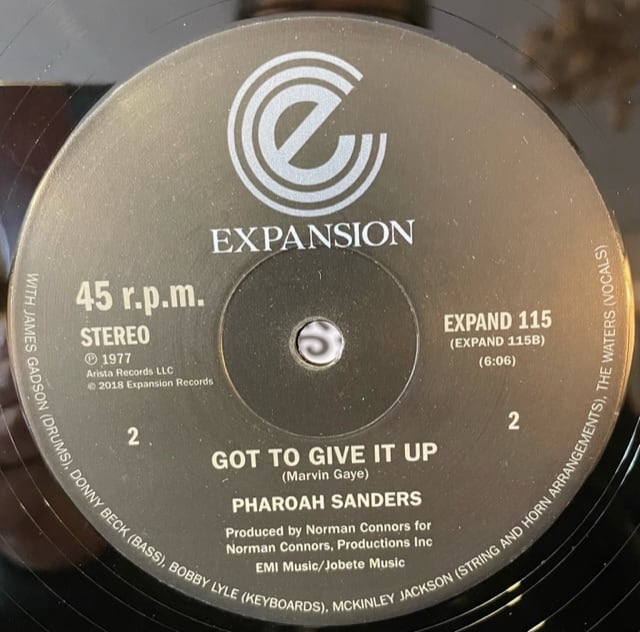 e
EXPANSION
45 r.p.m.
STEREO
℗ 1977
Arista Records LLC
© 2018 Expansion Records
EXPAND 115
(EXPAND 115B)
(6:06)
2
2
GOT TO GIVE IT UP
(Marvin Gaye)
PHAROAH SANDERS
Produced by Norman Connors for
Norman Connors, Productions Inc
EMI Music/Jobete Music
WITH JAMES GADSON (DRUMS), DONNY BECK (BASS), BOBBY LYLE (KEYBOARDS), MCKINLEY JACKSON (STRING AND HORN ARRANGEMENTS), THE WATERS (VOCALS)